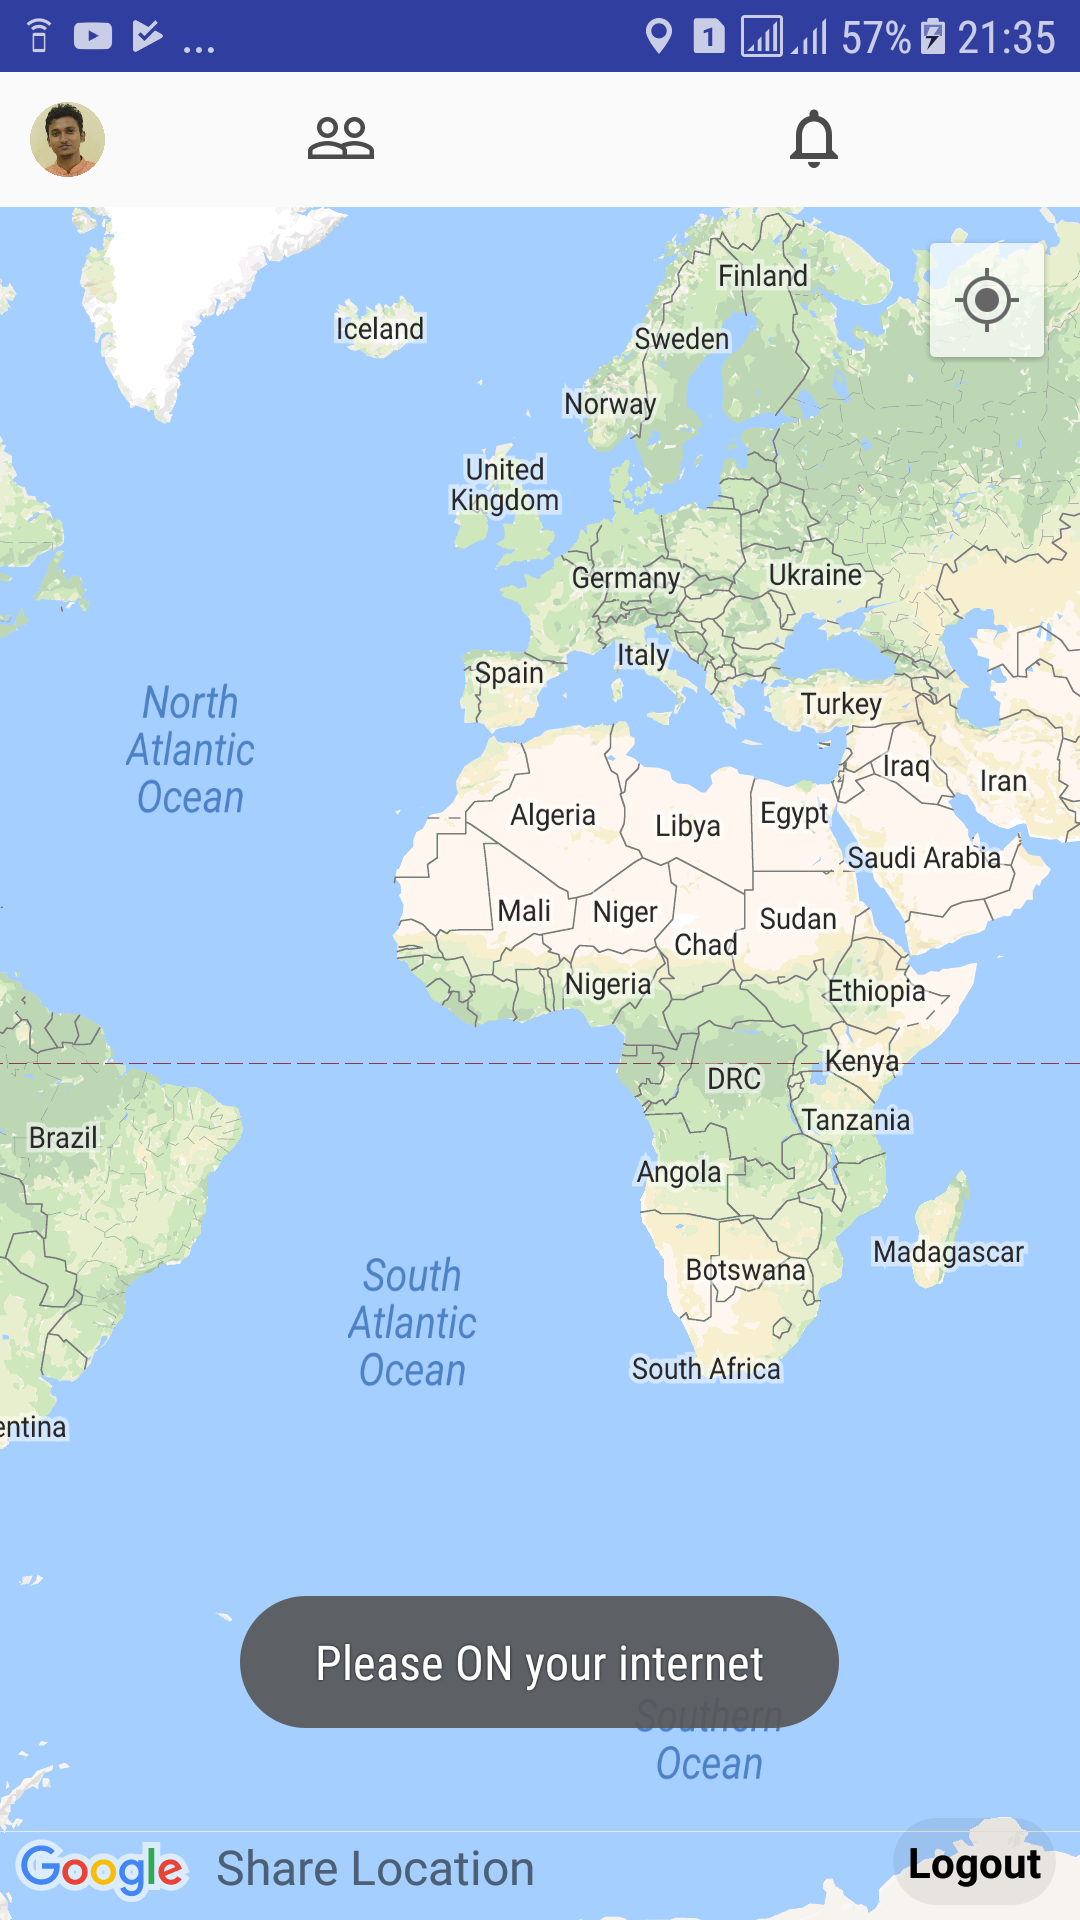 ... 1 57% 21:35
Finland
Iceland
Sweden
Norway
United
Kingdom
Germany
Ukraine
Italy
Spain
Turkey
North
Atlantic
Ocean
Iraq
Iran
Algeria
Libya
Egypt
Saudi Arabia
Mali
Niger
Sudan
Chad
Nigeria
Ethiopia
Kenya
DRC
Tanzania
Brazil
Angola
Madagascar
Botswana
South
Atlantic
Ocean
South Africa
entina
Please ON your internet
Southern
Ocean
Google Share Location Logout